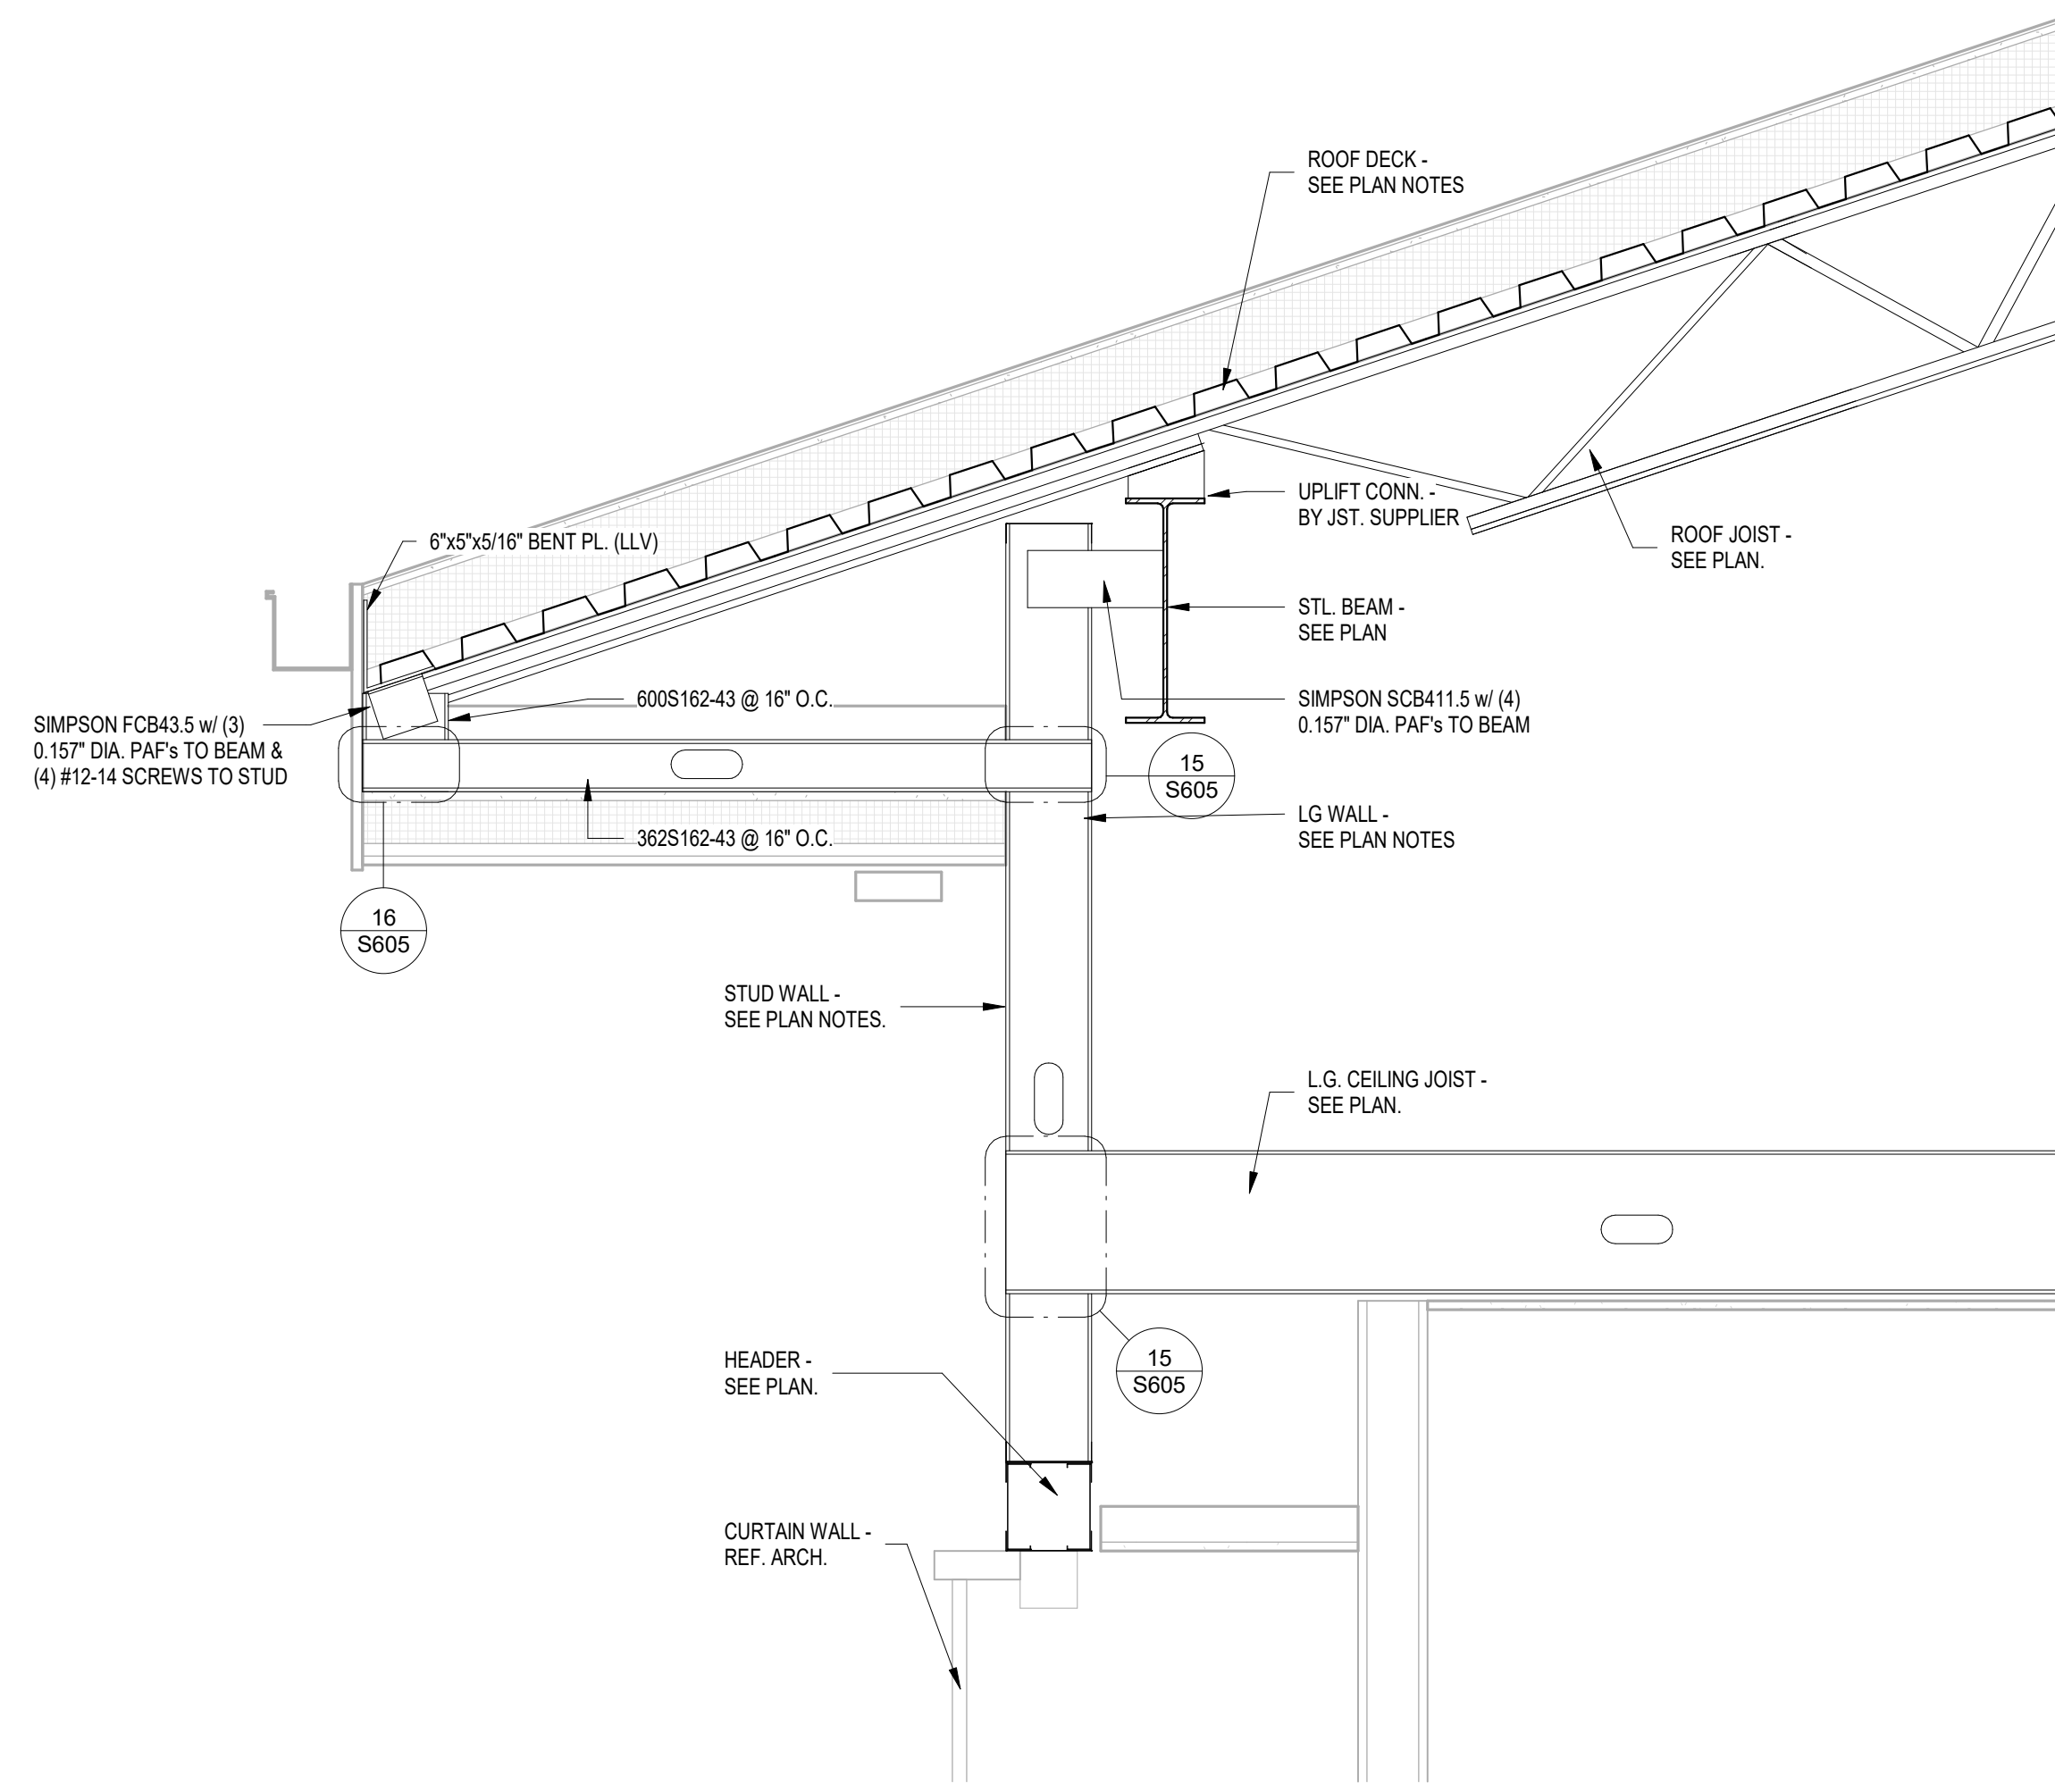 ROOF DECK -
SEE PLAN NOTES
UPLIFT CONN. -
BY JST. SUPPLIER
ROOF JOIST -
SEE PLAN.
6"x5"x5/16" BENT PL. (LLV)
STL. BEAM -
SEE PLAN
600S162-43 @ 16" O.C.
SIMPSON SCB411.5 w/ (4)
0.157" DIA. PAF's TO BEAM
SIMPSON FCB43.5 w/ (3)
0.157" DIA. PAF's TO BEAM &
(4) #12-14 SCREWS TO STUD
15
S605
LG WALL -
SEE PLAN NOTES
362S162-43 @ 16" O.C.
16
S605
STUD WALL -
SEE PLAN NOTES.
L.G. CEILING JOIST -
SEE PLAN.
HEADER -
SEE PLAN.
15
S605
CURTAIN WALL -
REF. ARCH.